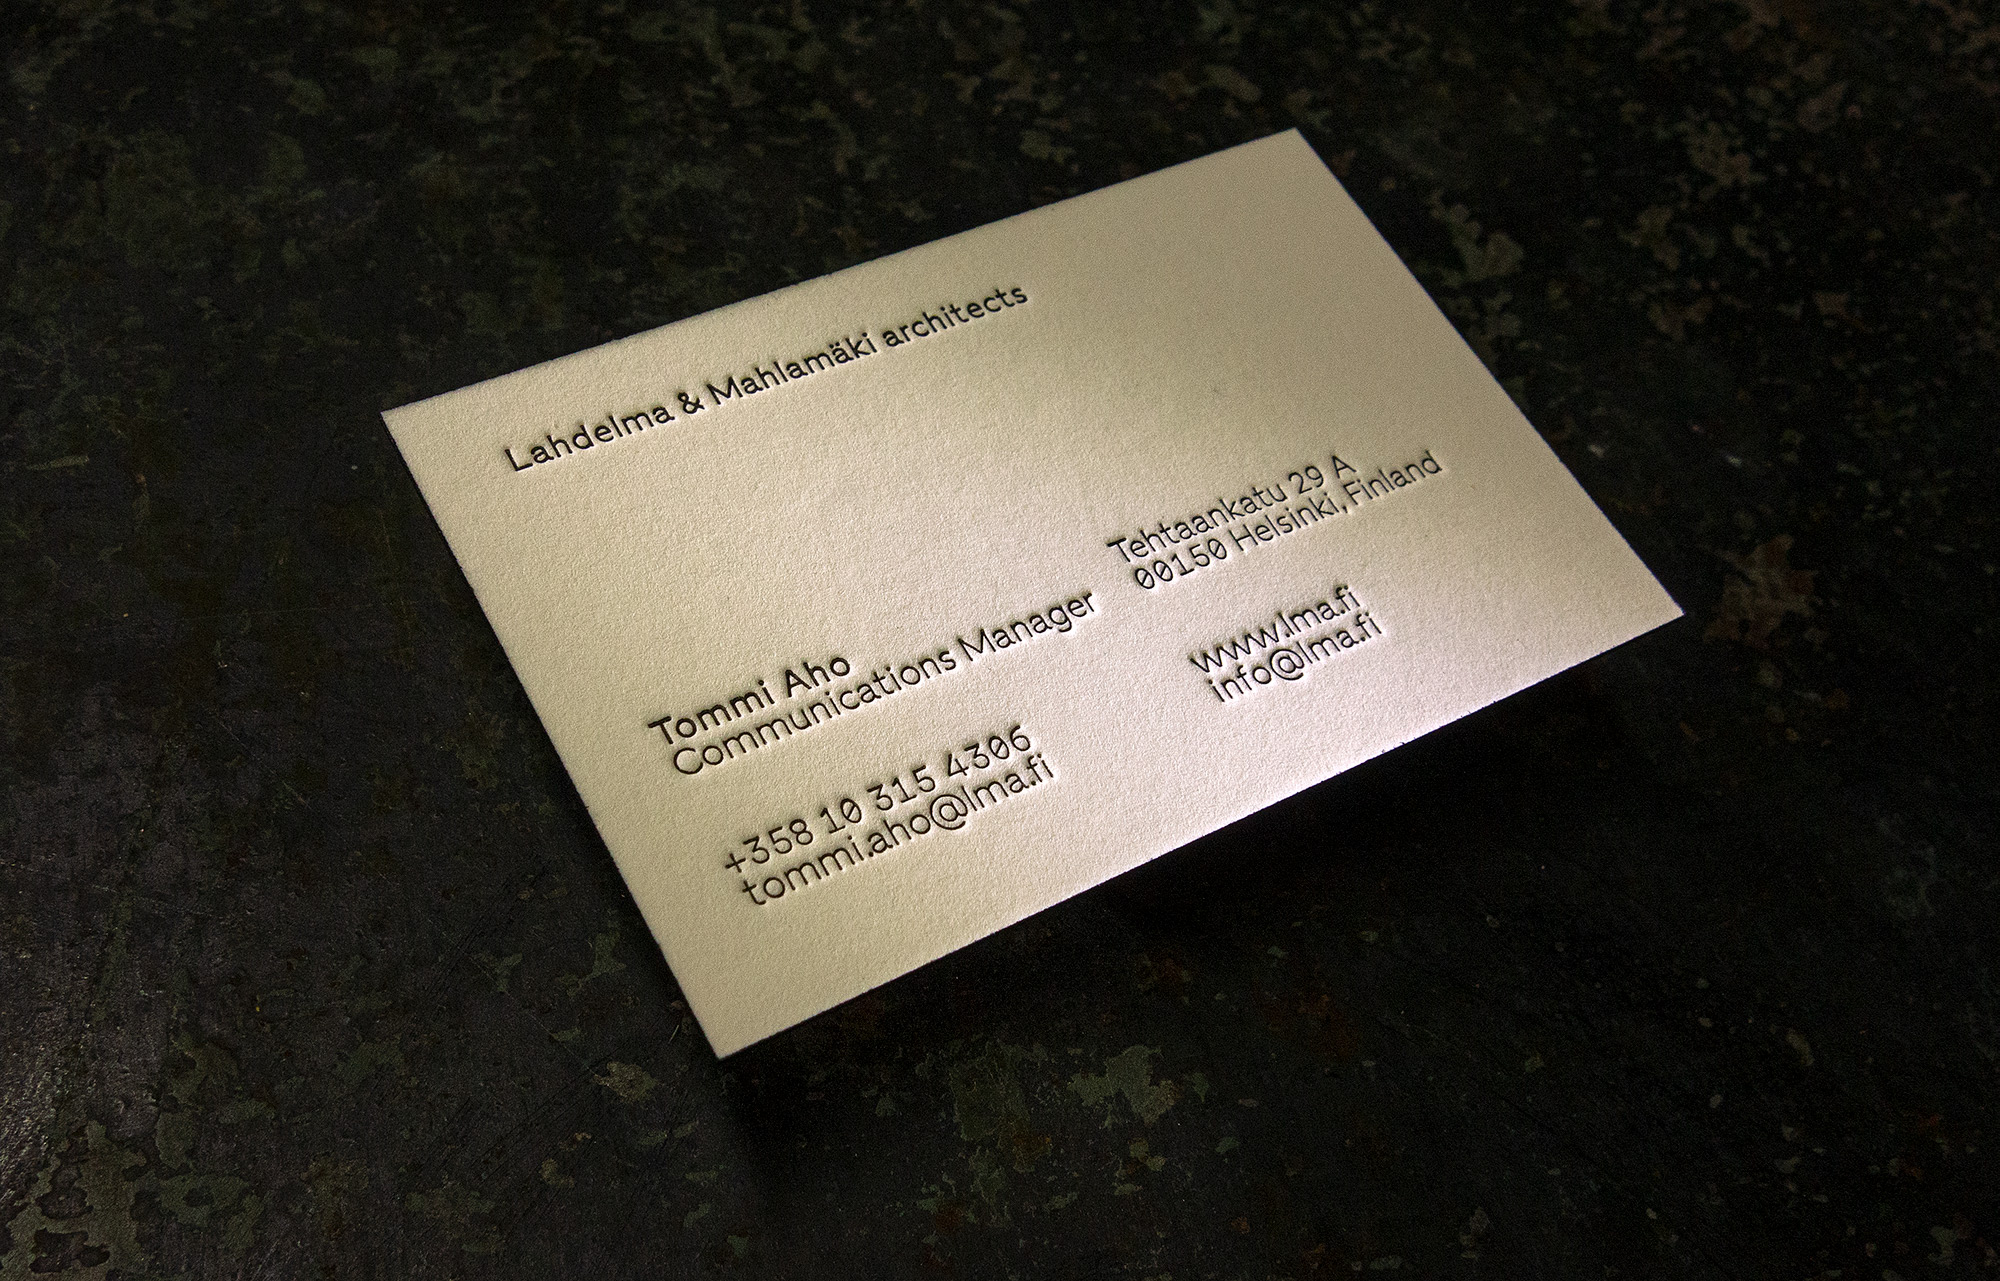 Lahdelma & Mahlamäki architects
Tommi Aho
Communications Manager
+358 10 315 4306
tommi.aho@lma.fi
Tehtaankatu 29 A
00150 Helsinki, Finland
www.lma.fi
info@lma.fi